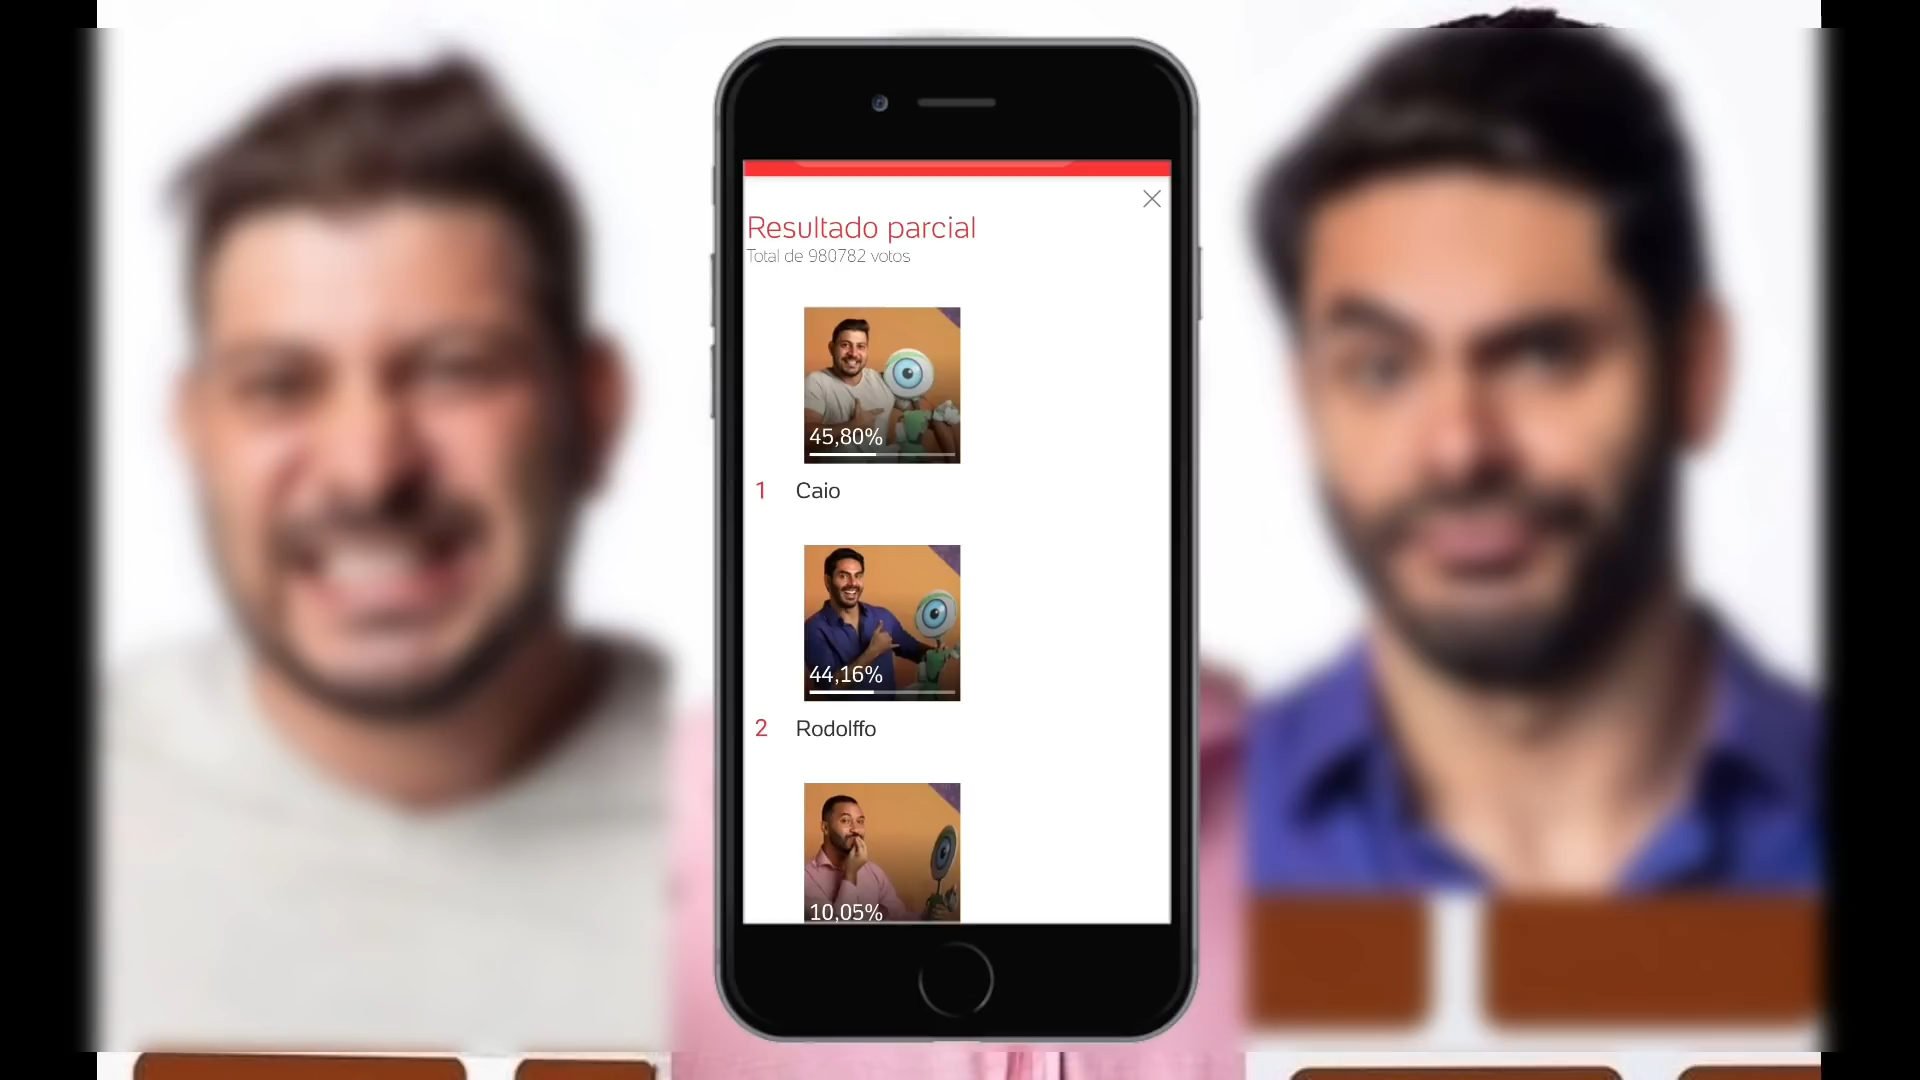 Resultado parcial
Total de 980782 votos
45,80%
1 Caio
44,16%
2 Rodolffo
10,05%